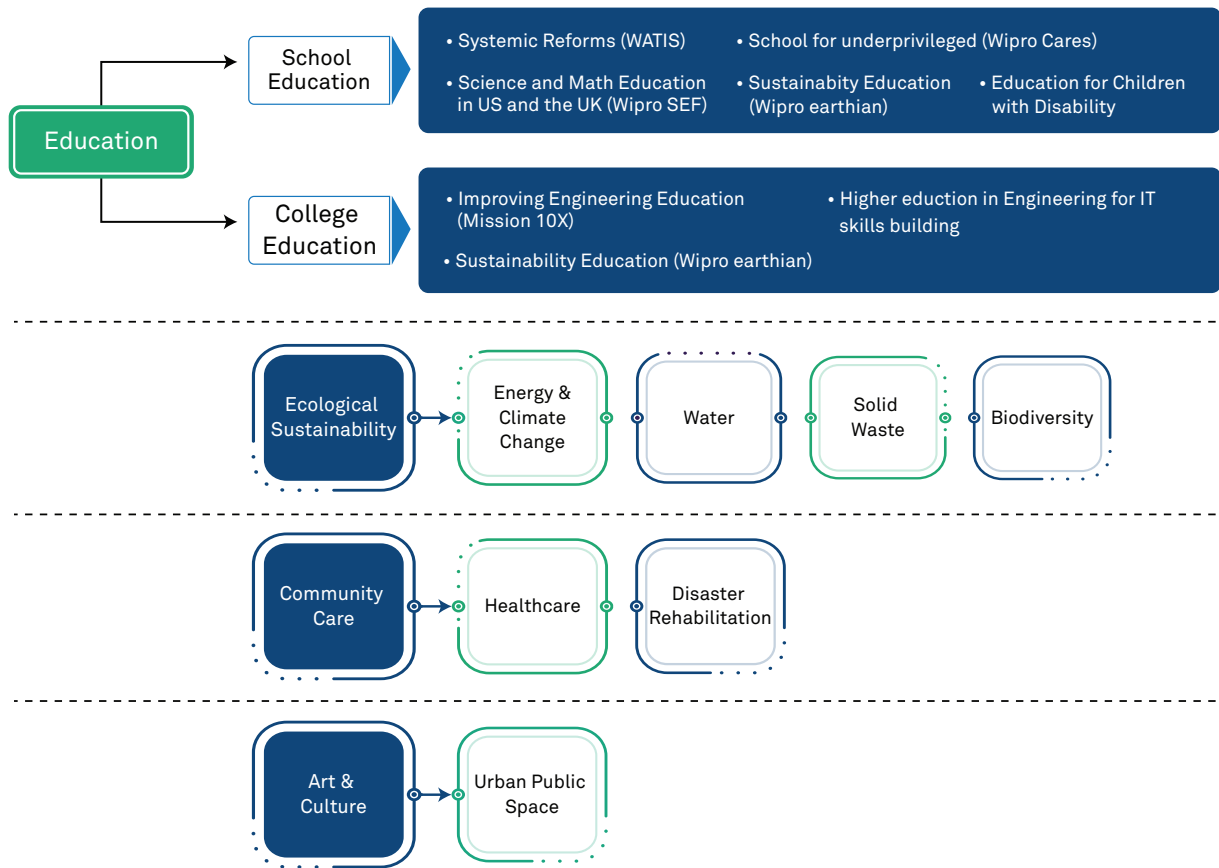 Education
School
Education
• Systemic Reforms (WATIS)
• School for underprivileged (Wipro Cares)
• Science and Math Education
in US and the UK (Wipro SEF)
• Sustainabity Education
(Wipro earthian)
• Education for Children
with Disability
College
Education
• Improving Engineering Education
(Mission 10X)
• Higher eduction in Engineering for IT
skills building
• Sustainability Education (Wipro earthian)
Ecological
Sustainability
Energy &
Climate
Change
Water
Solid
Waste
Biodiversity
Community
Care
Healthcare
Disaster
Rehabilitation
Art &
Culture
Urban Public
Space